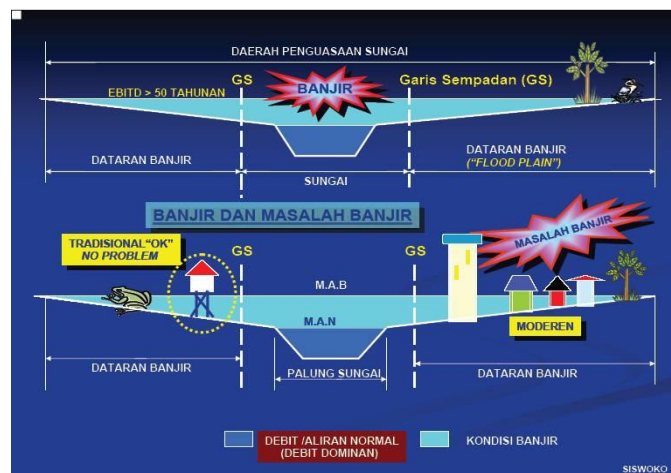 DAERAH PENGUASAAN SUNGAI
GS
Garis Sempadan (GS)
EBITD > 50 TAHUNAN
BANJIR
DATARAN BANJIR
SUNGAI
DATARAN BANJIR
("FLOOD PLAIN")
BANJIR DAN MASALAH BANJIR
TRADISIONAL"OK"
NO PROBLEM
GS
GS
MASALAH BANJIR
M.A.B
M.A.N
MODEREN
DATARAN BANJIR
PALUNG SUNGAI
DATARAN BANJIR
DEBIT /ALIRAN NORMAL
(DEBIT DOMINAN)
KONDISI BANJIR
SISWOKO